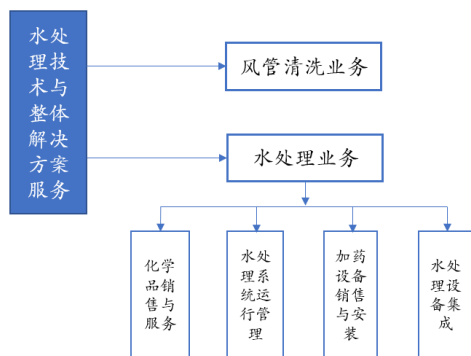 水处
理技
术与
整体
解决
方案
服务
风管清洗业务
水处理业务
化学
品销
售与
服务
水处
理系
统运
行管
理
加药
设备
销售
与安
装
水处
理设
备集
成